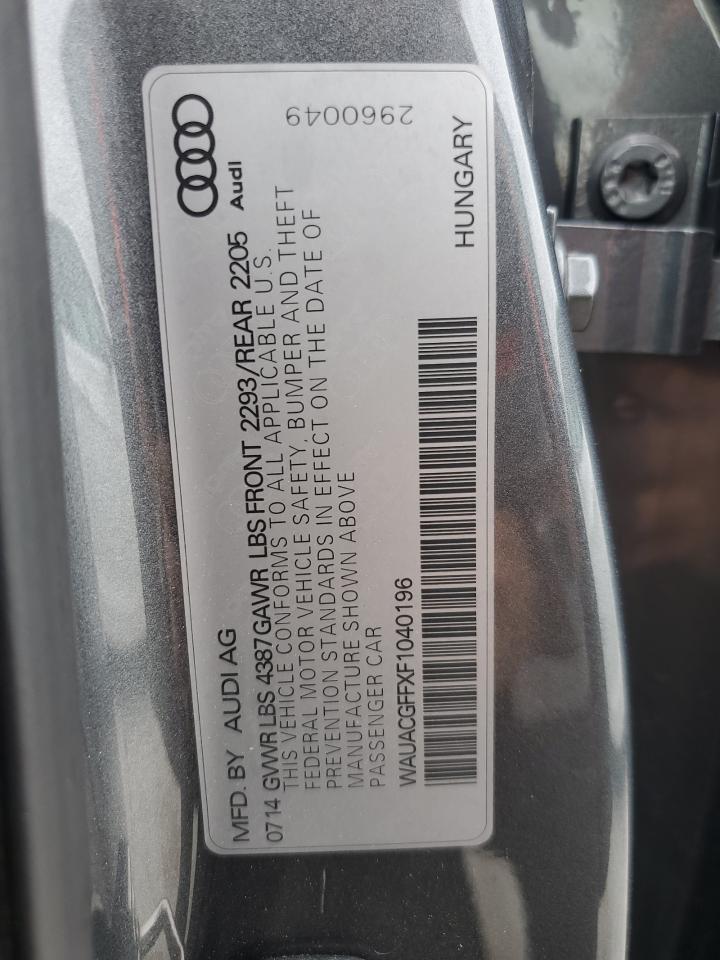 MFD. BY AUDI AG
0714 GVWR LBS 4387 GAWR LBS FRONT 2293/REAR 2205
THIS VEHICLE CONFORMS TO ALL APPLICABLE U.S.
FEDERAL MOTOR VEHICLE SAFETY, BUMPER AND THEFT
PREVENTION STANDARDS IN EFFECT ON THE DATE OF
MANUFACTURE SHOWN ABOVE
PASSENGER CAR
WAUACGFFXF1040196
Audi
2960049
HUNGARY